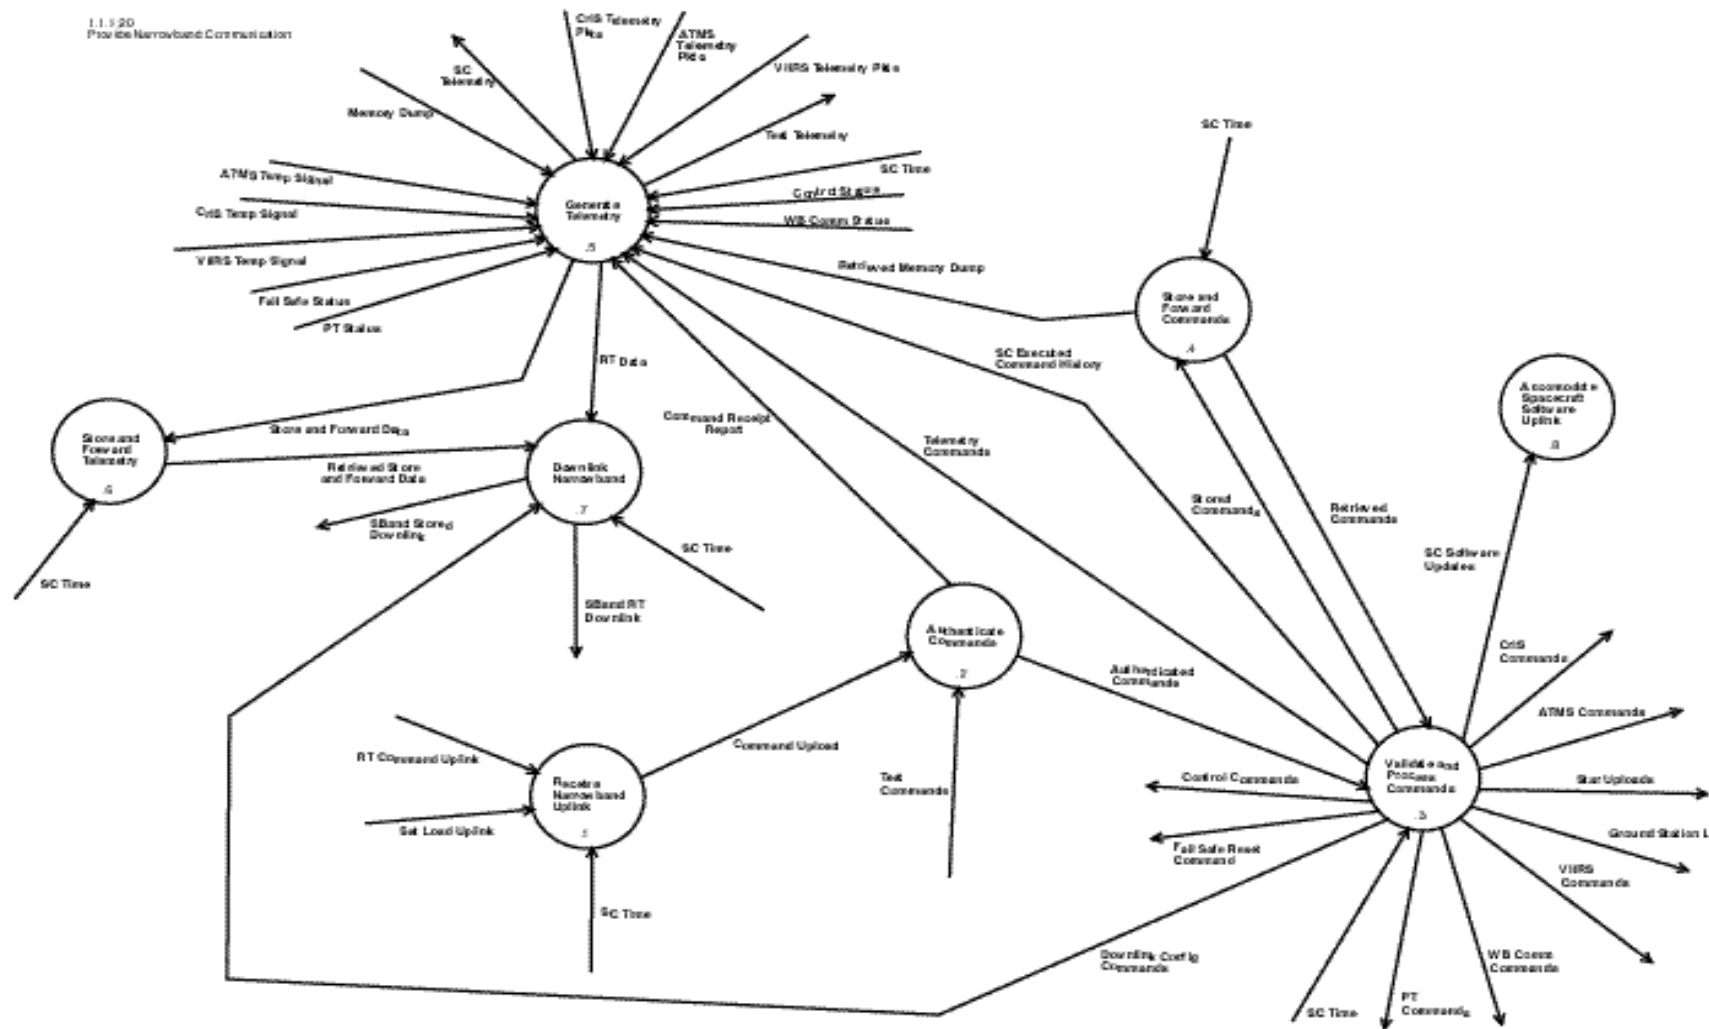 1.1.1.20
Provide Narrowband Communication
CrIS Telemetry
Pkts
ATMS
Telemetry
Pkts
SC
Telemetry
VIIRS Telemetry Pkts
Memory Dump
Test Telemetry
SC Time
SC Time
ATMS Temp Signal
Control Status
CrIS Temp Signal
WB Comm Status
Generate
Telemetry
.5
VIIRS Temp Signal
Retrieved Memory Dump
Fail Safe Status
PT Status
Store and
Forward
Commands
.4
RT Data
SC Executed
Command History
Accomodate
Spacecraft
Software
Uplink
.8
Command Receipt
Report
Store and Forward Data
Store and
Forward
Telemetry
.6
Telemetry
Commands
Retrieved Store
and Forward Data
Downlink
Narrowband
.7
Stored
Commands
Retrieved
Commands
SBand Stored
Downlink
SC Time
SC Software
Updates
SC Time
SBand RT
Downlink
Authenticate
Commands
.2
CrIS
Commands
Authenticated
Commands
ATMS Commands
Command Upload
RT Command Uplink
Receive
Narrowband
Uplink
.1
Test
Commands
Control Commands
Validate and
Process
Commands
.3
Star Uploads
Set Load Uplink
Ground Station L
Fail Safe Reset
Command
VIIRS
Commands
SC Time
Downlink Config
Commands
WB Comm
Commands
SC Time
PT
Commands